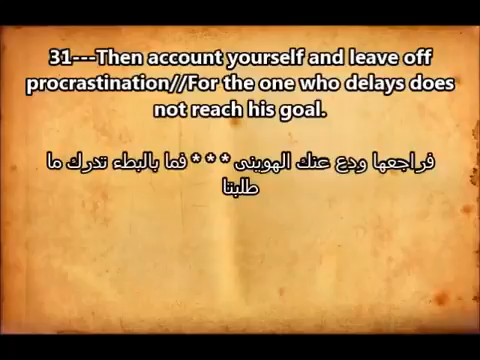 31---Then account yourself and leave off
procrastination//For the one who delays does
not reach his goal.
فراجعها ودع عنك الهوينى * * * فما بالبطء تدرك ما
طلبتا